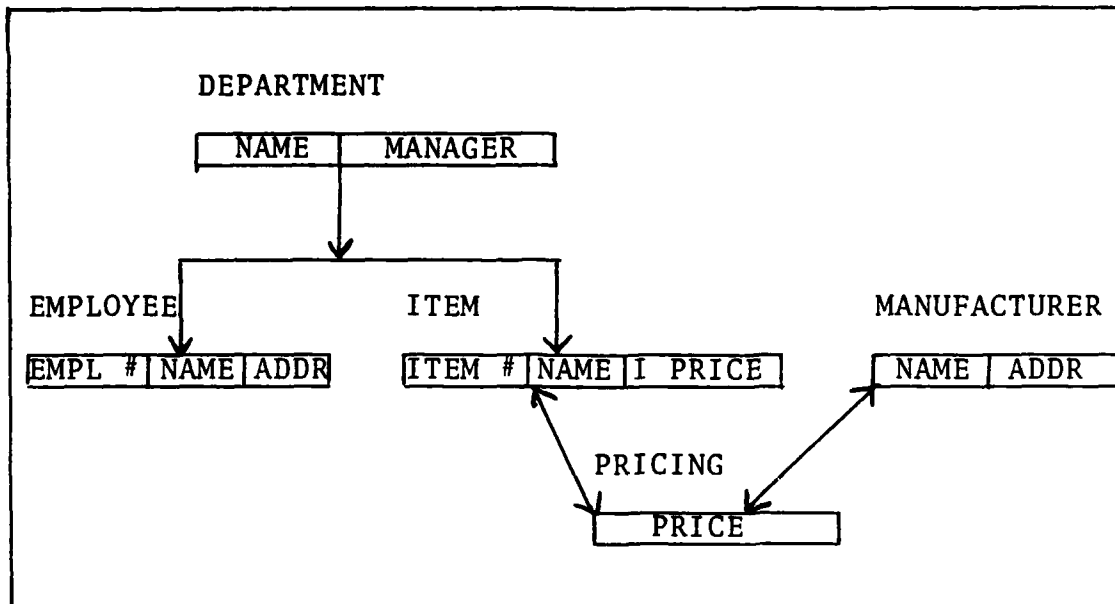 DEPARTMENT
NAME MANAGER
EMPLOYEE ITEM MANUFACTURER
EMPL # NAME ADDR ITEM # NAME I PRICE NAME ADDR
PRICING
PRICE